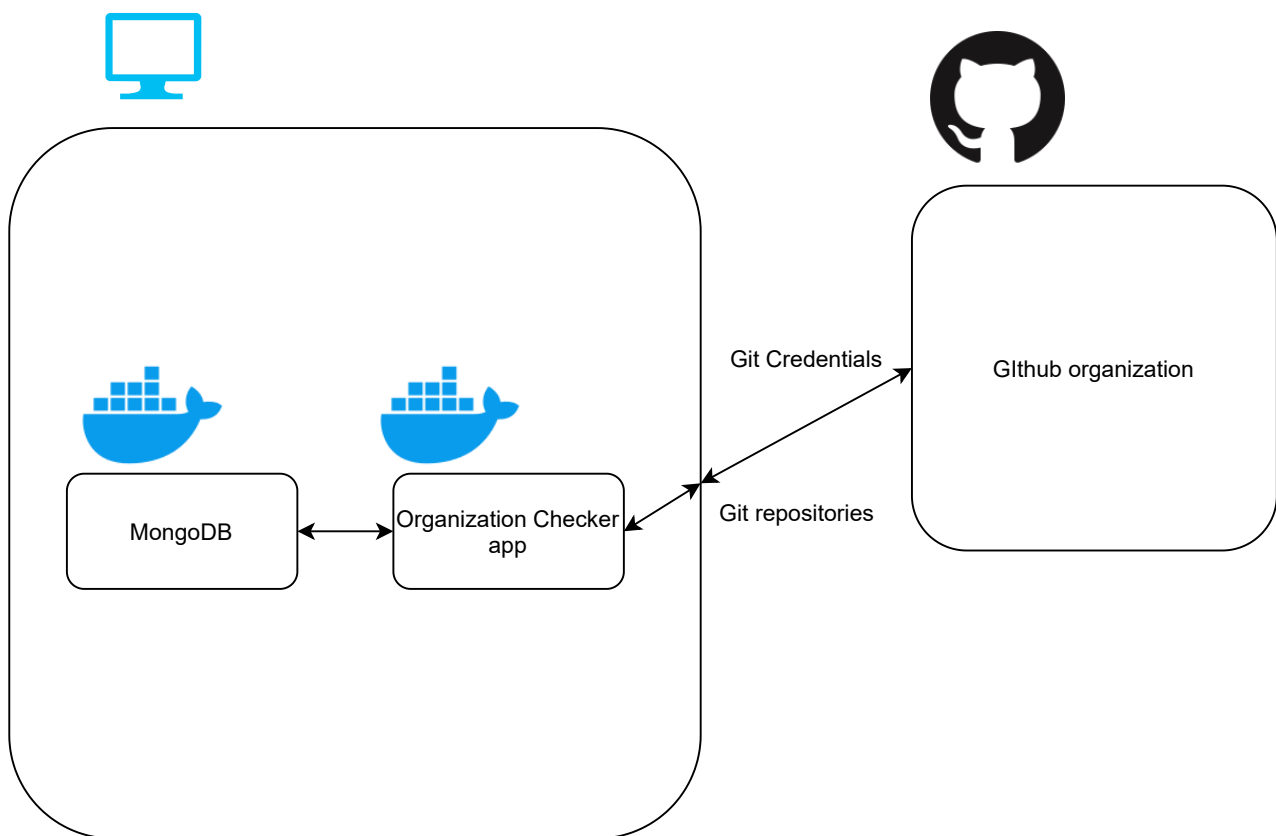 Git Credentials
GIthub organization
MongoDB
Organization Checker
app
Git repositories